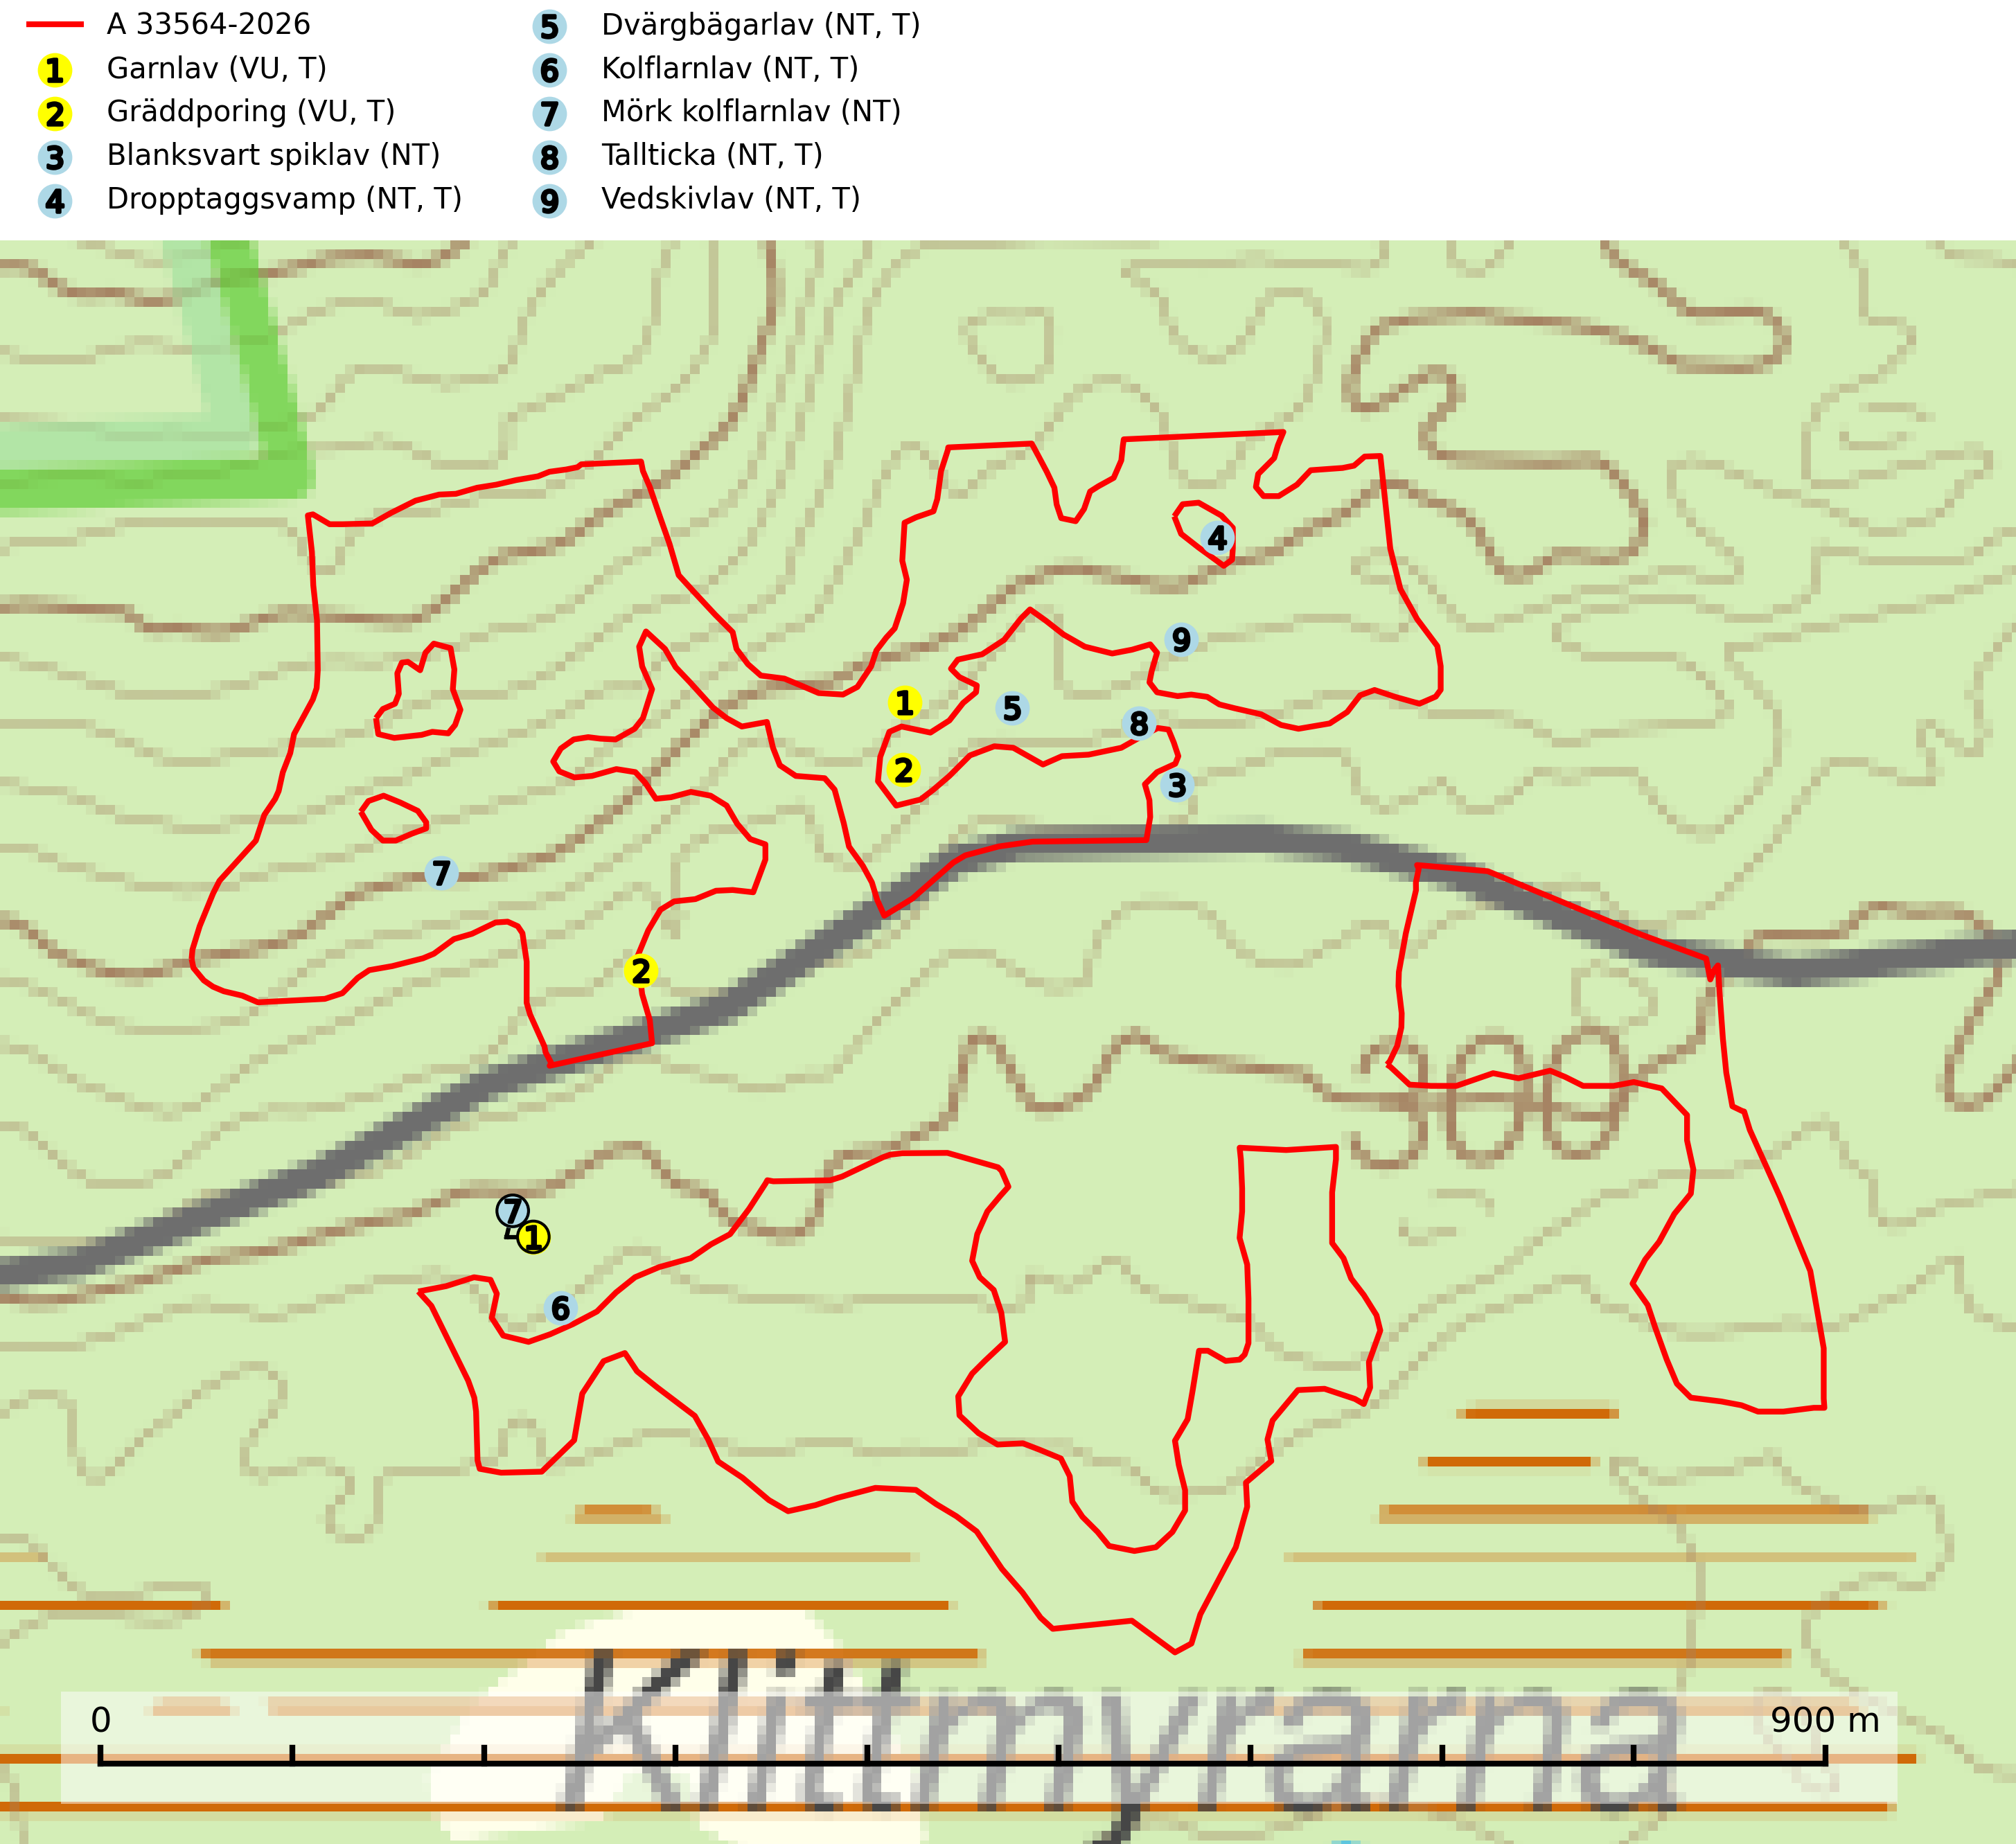 A 33564-2026
1 Garnlav (VU, T)
2 Gräddporing (VU, T)
3 Blanksvart spiklav (NT)
4 Dropptaggsvamp (NT, T)
5 Dvärgbägarlav (NT, T)
6 Kolflarnlav (NT, T)
7 Mörk kolflarnlav (NT)
8 Tallticka (NT, T)
9 Vedskivlav (NT, T)
4
9
1
5
8
2
3
7
2
300
7
1
6
Klittmyrarna
0 900 m